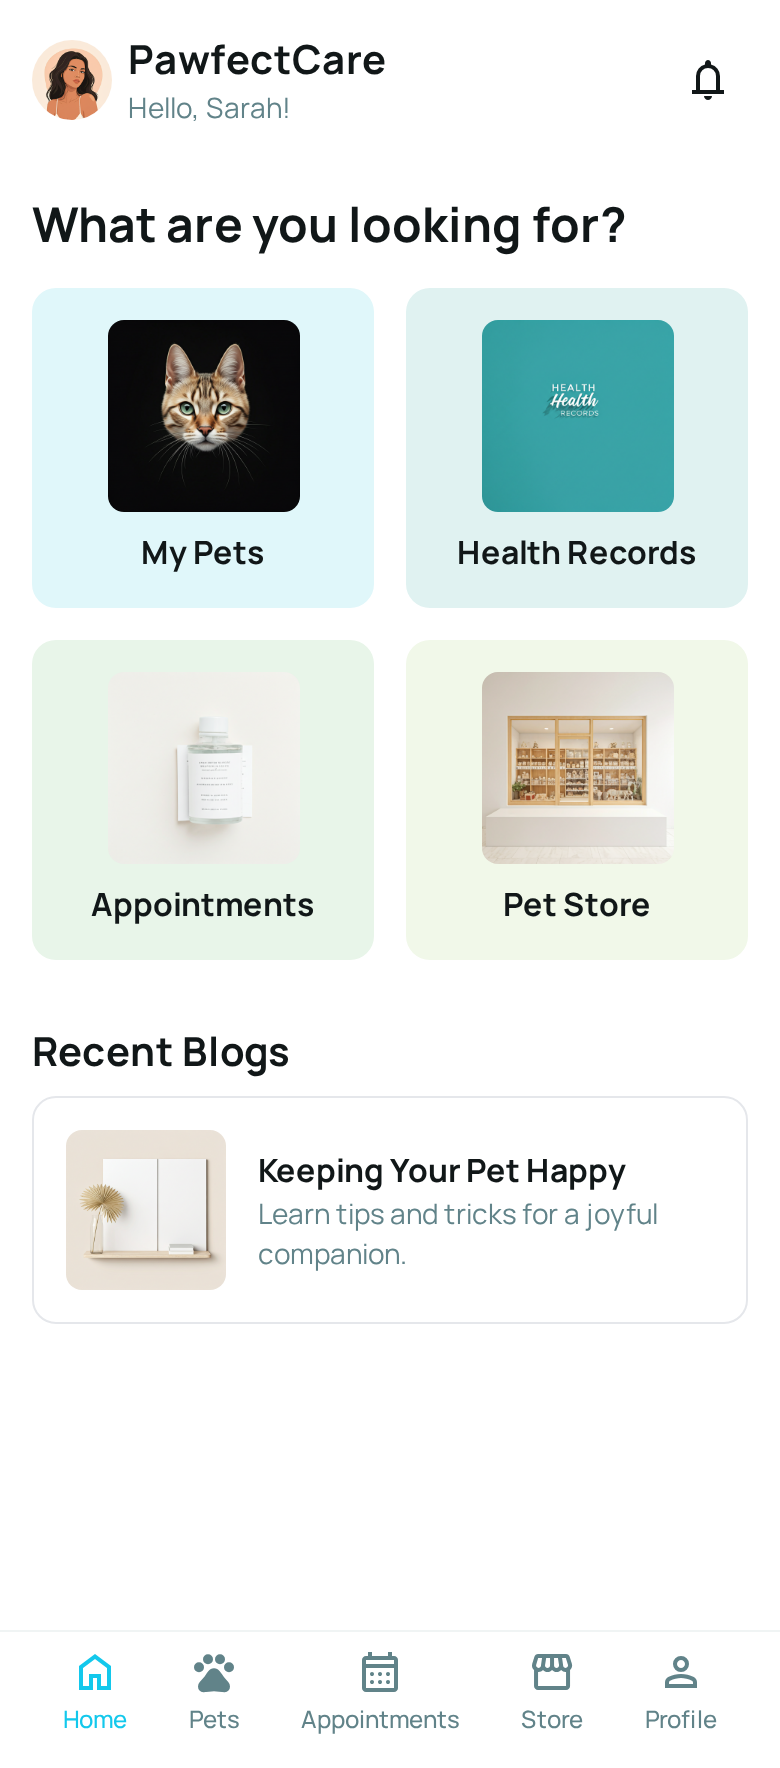 PawfectCare
Hello, Sarah!
What are you looking for?
HEALTH
Health
RECORDS
My Pets
Health Records
Appointments
Pet Store
Recent Blogs
Keeping Your Pet Happy
Learn tips and tricks for a joyful
companion.
Home
Pets
Appointments
Store
Profile